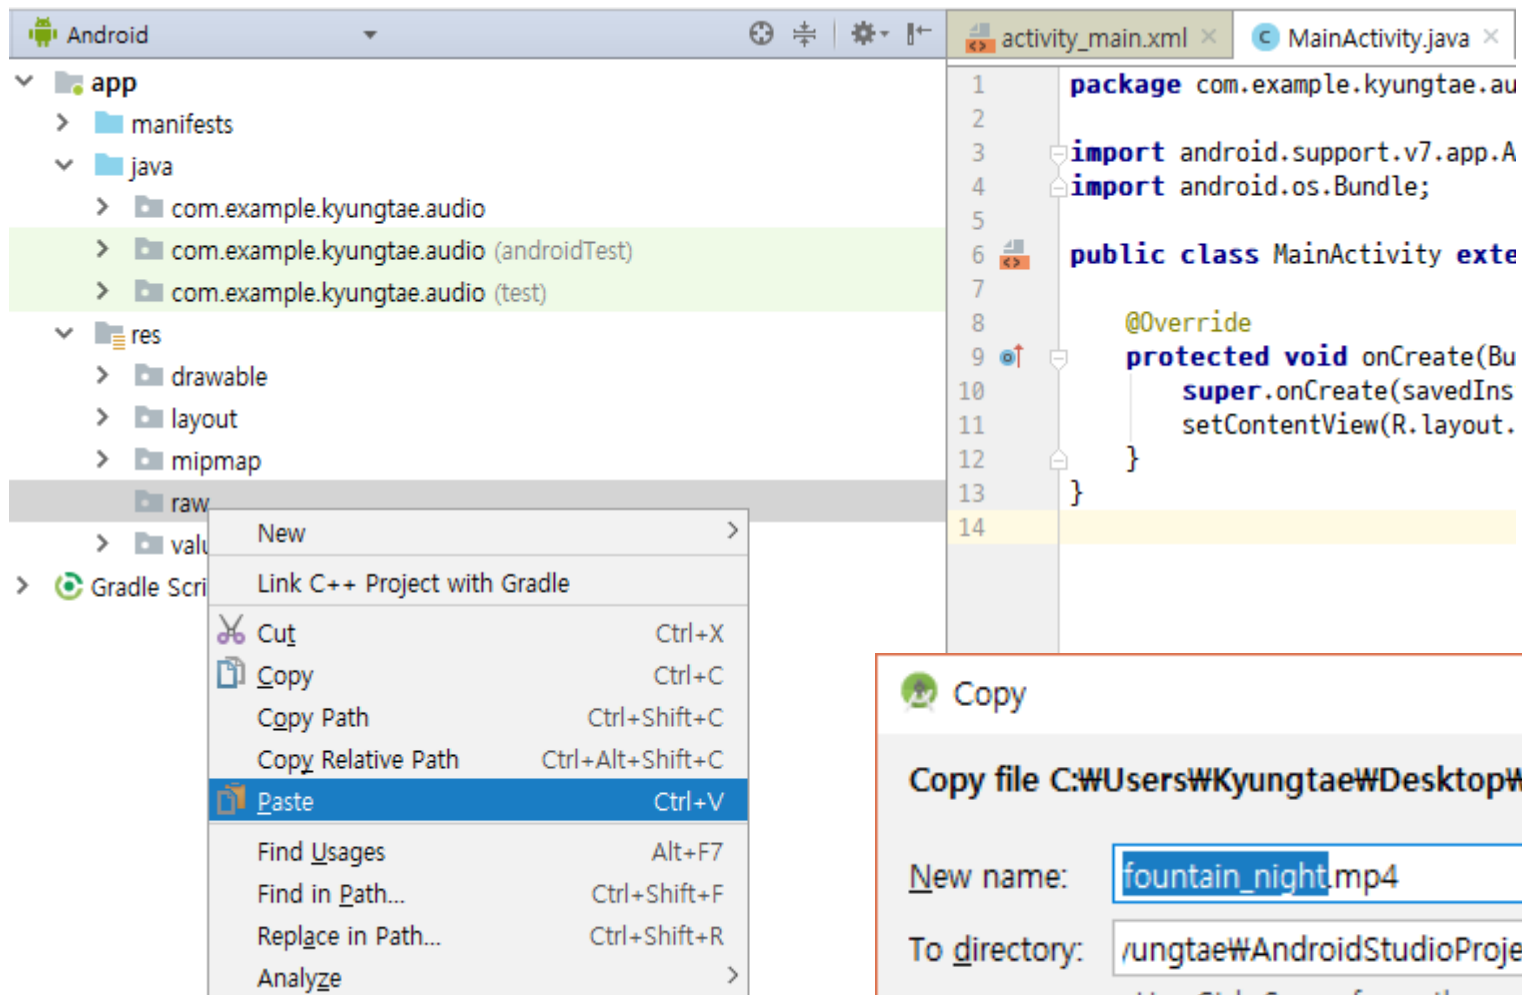 Android
app
manifests
java
com.example.kyungtae.audio
com.example.kyungtae.audio (androidTest)
com.example.kyungtae.audio (test)
res
drawable
layout
mipmap
raw
Gradle Scri
New
Link C++ Project with Gradle
Cut Ctrl+X
Copy Ctrl+C
Copy Path Ctrl+Shift+C
Copy Relative Path Ctrl+Alt+Shift+C
Paste Ctrl+V
Find Usages Alt+F7
Find in Path... Ctrl+Shift+F
Replace in Path... Ctrl+Shift+R
Analyze
activity_main.xml MainActivity.java
1 package com.example.kyungtae.au
2
3 import android.support.v7.app.A
4 import android.os.Bundle;
5
6 public class MainActivity exte
7
8 @Override
9 protected void onCreate(Bu
10 super.onCreate(savedIns
11 setContentView(R.layout.
12 }
13 }
14
Copy
Copy file C:₩Users₩Kyungtae₩Desktop₩
New name: fountain_night.mp4
To directory: yungtae₩AndroidStudioProje